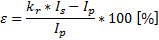 ε = (k_r * I_s − I_p) / I_p * 100 [%]